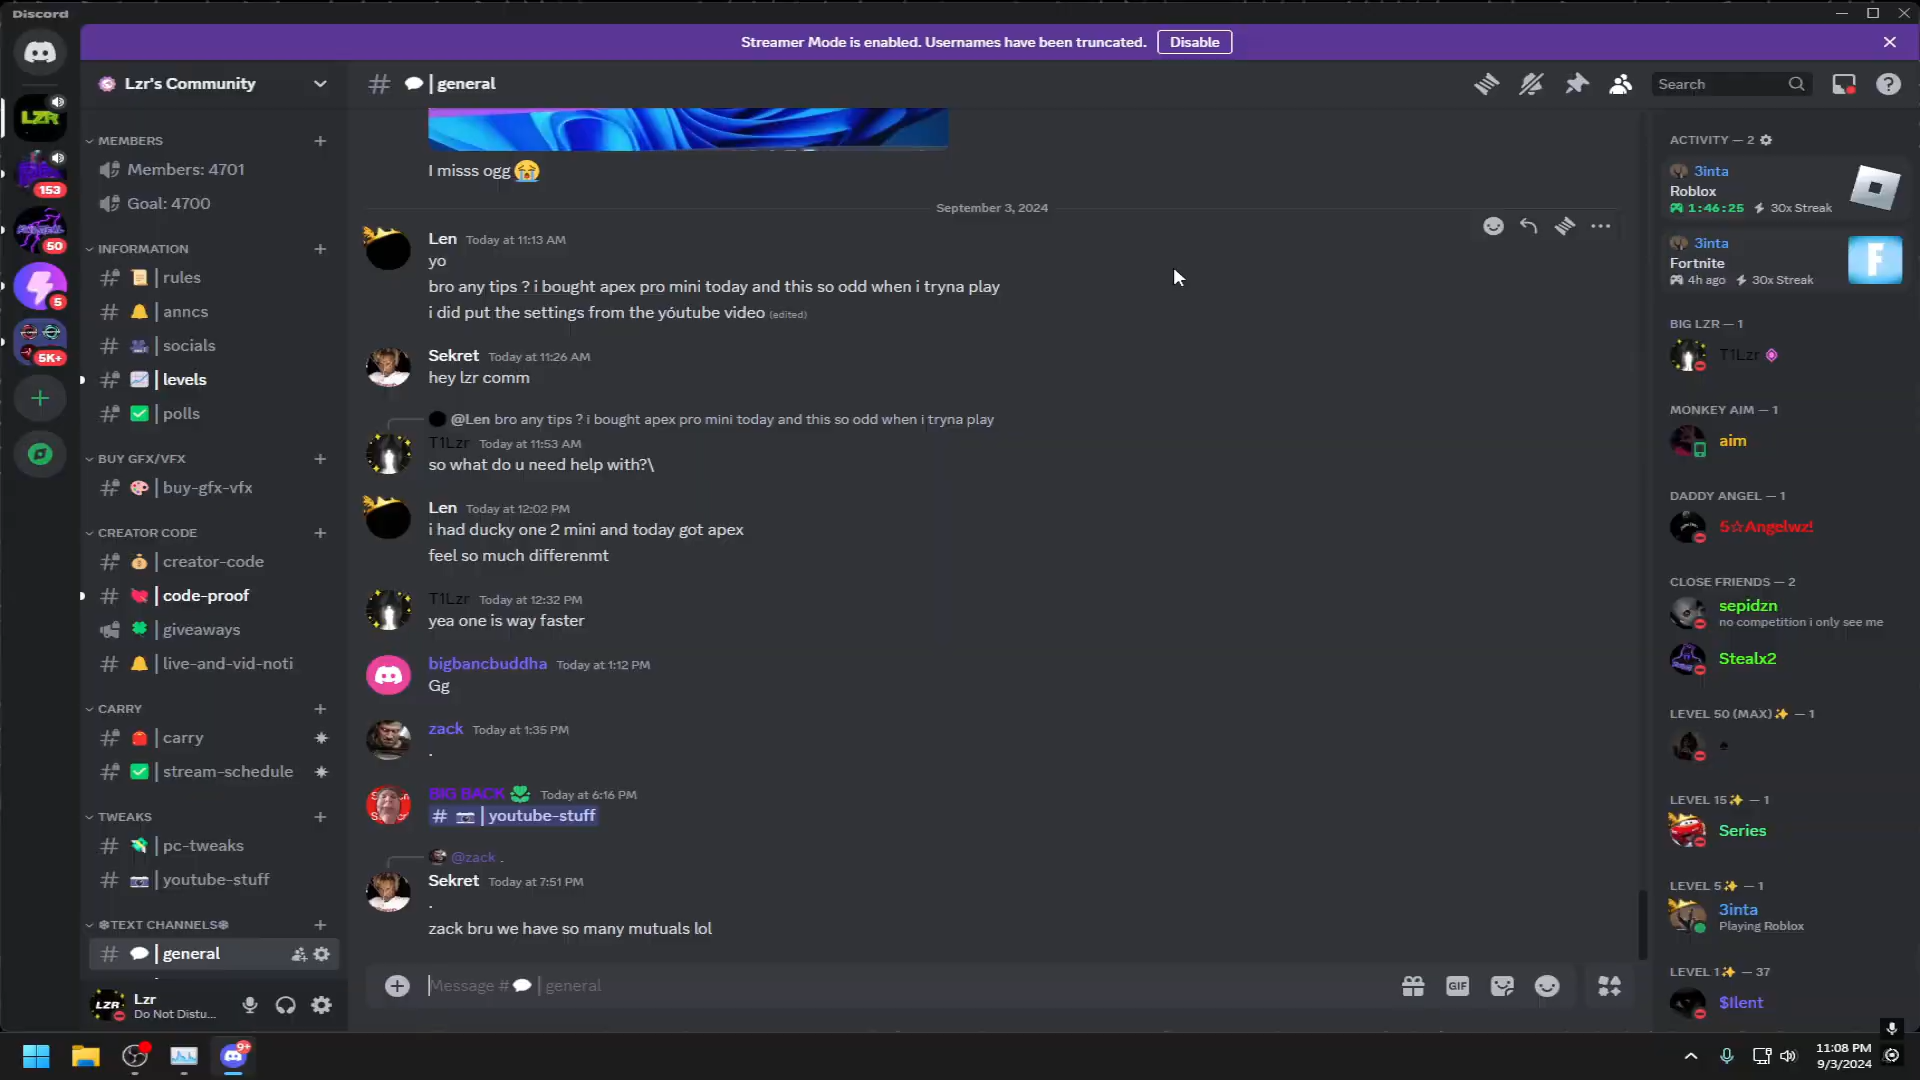 Discord
Streamer Mode is enabled. Usernames have been truncated.
Disable
LZR
153
50
5
5K+
Lzr's Community
MEMBERS
Members: 4701
Goal: 4700
INFORMATION
rules
anncs
socials
levels
polls
BUY GFX/VFX
buy-gfx-vfx
CREATOR CODE
creator-code
code-proof
giveaways
live-and-vid-noti
CARRY
carry
stream-schedule
TWEAKS
pc-tweaks
youtube-stuff
❄TEXT CHANNELS❄
general
LZR
Lzr
Do Not Distu...
# 💬 | general
Search
I misss ogg 😭
September 3, 2024
Len Today at 11:13 AM
yo
bro any tips ? i bought apex pro mini today and this so odd when i tryna play
i did put the settings from the yóutube video (edited)
Sekret Today at 11:26 AM
hey lzr comm
@Len bro any tips ? i bought apex pro mini today and this so odd when i tryna play
T1Lzr Today at 11:53 AM
so what do u need help with?\
Len Today at 12:02 PM
i had ducky one 2 mini and today got apex
feel so much differenmt
T1Lzr Today at 12:32 PM
yea one is way faster
bigbancbuddha Today at 1:12 PM
Gg
zack Today at 1:35 PM
.
BIG BACK Today at 6:16 PM
# 📷 | youtube-stuff
@zack .
Sekret Today at 7:51 PM
.
zack bru we have so many mutuals lol
Message # 💬 | general
GIF
ACTIVITY — 2
3inta
Roblox
1:46:25 30x Streak
3inta
Fortnite
4h ago 30x Streak
F
BIG LZR — 1
T1Lzr
MONKEY AIM — 1
aim
DADDY ANGEL — 1
5☆Angelwz!
CLOSE FRIENDS — 2
sepidzn
no competition i only see me
Stealx2
LEVEL 50 (MAX)✨ — 1
♠
LEVEL 15✨ — 1
Series
LEVEL 5✨ — 1
3inta
Playing Roblox
LEVEL 1✨ — 37
$Ilent
9+
11:08 PM
9/3/2024